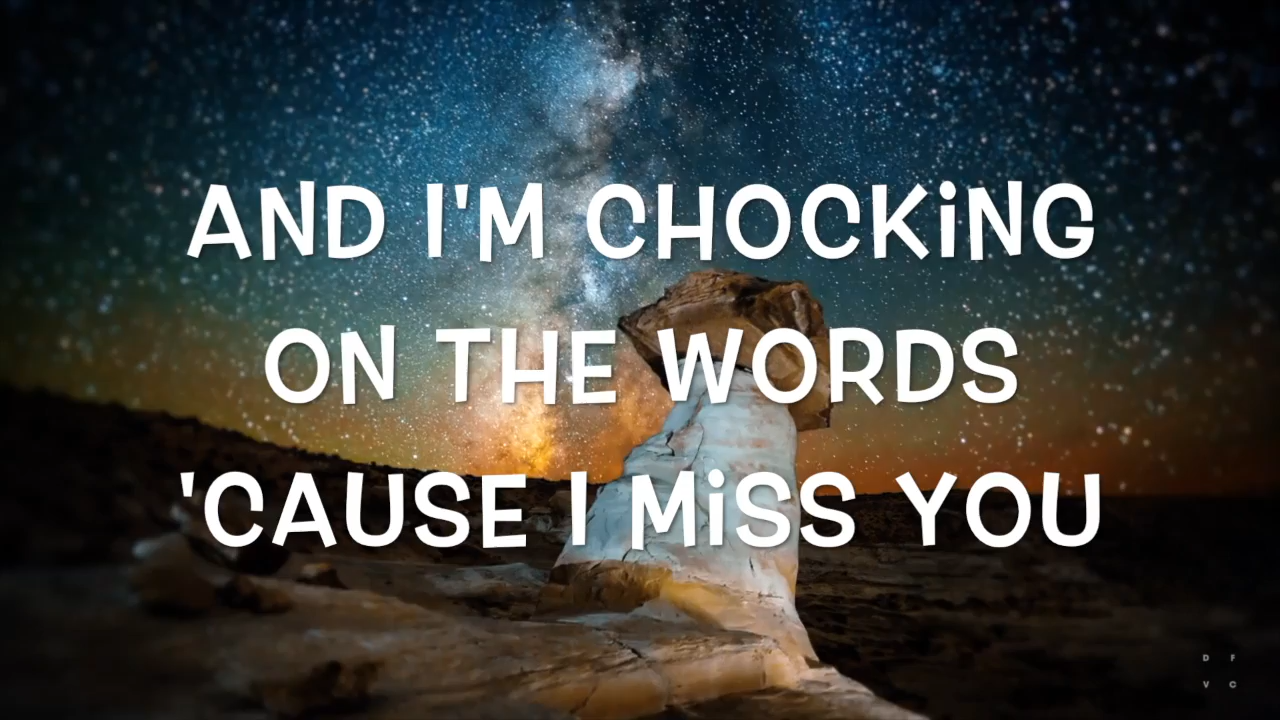 AND I'M CHOCKiNG
ON THE WORDS
'CAUSE I MiSS YOU
D F
V C